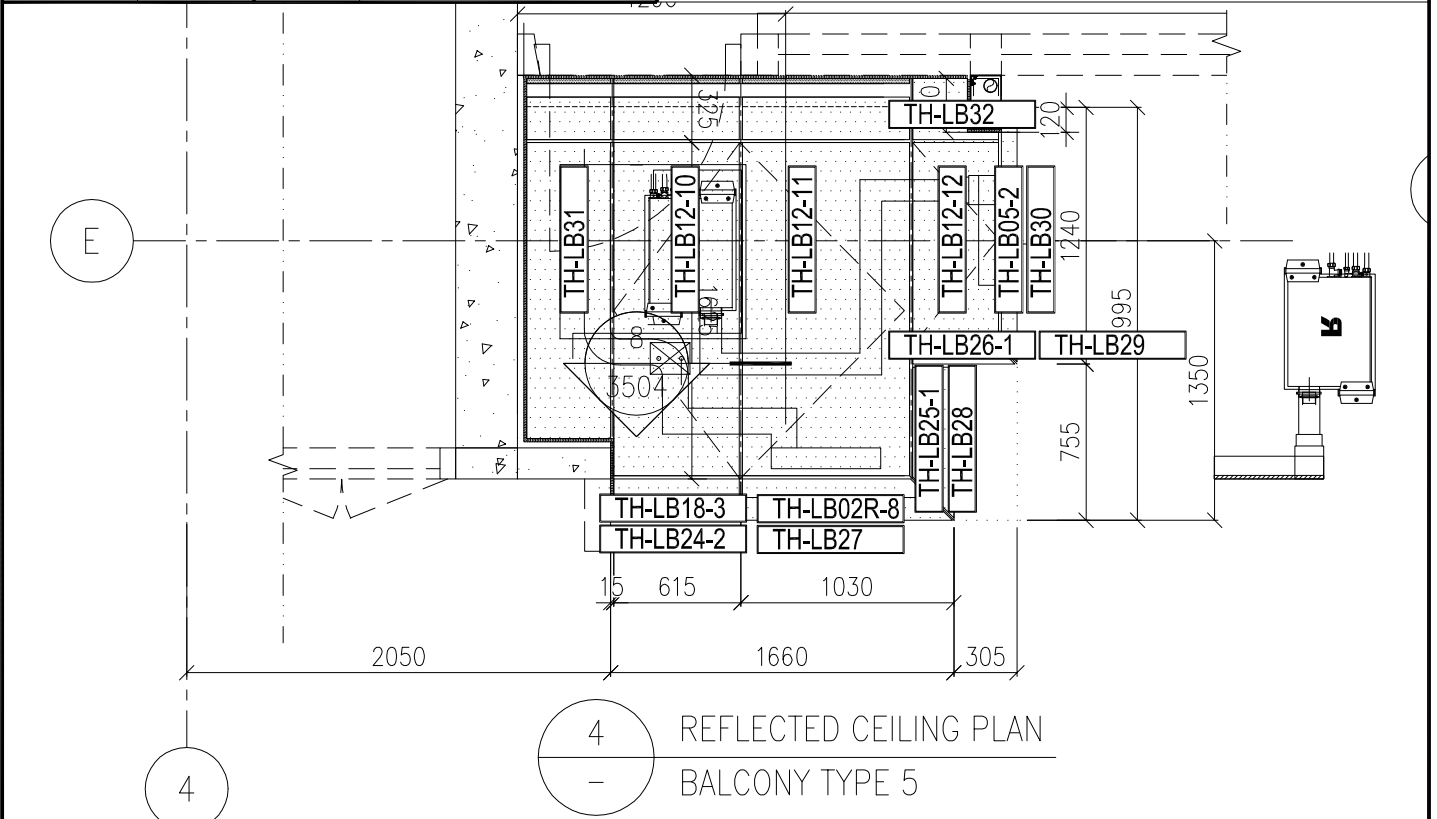 325
TH-LB32
120
TH-LB31
TH-LB12-10
TH-LB12-11
TH-LB12-12
TH-LB05-2
TH-LB30
1240
995
E
R
8
3504
TH-LB26-1
TH-LB29
1350
TH-LB25-1
TH-LB28
755
TH-LB18-3
TH-LB02R-8
TH-LB24-2
TH-LB27
15
615
1030
2050
1660
305
4
REFLECTED CEILING PLAN
-
BALCONY TYPE 5
4